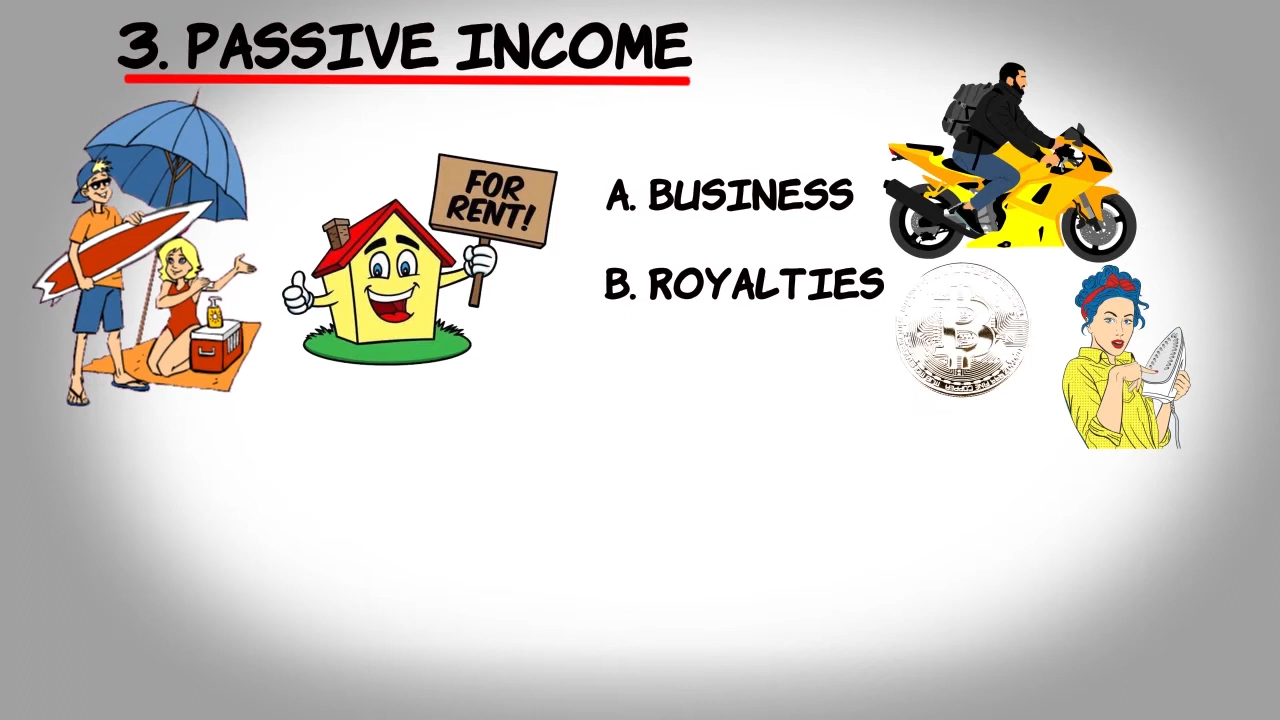 3. PASSIVE INCOME
FOR
RENT!
A. BUSINESS
B. ROYALTIES